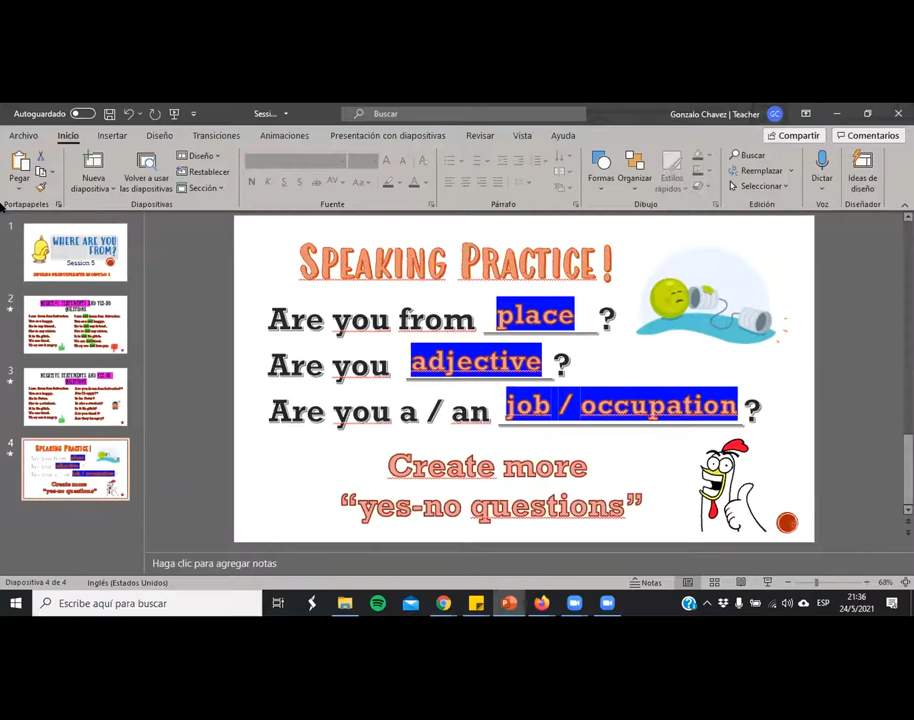 Autoguardado
Sessi...
Buscar
Gonzalo Chavez | Teacher
GC
Archivo Inicio Insertar Diseño Transiciones Animaciones Presentación con diapositivas Revisar Vista Ayuda
Compartir
Comentarios
Pegar
Nueva
diapositiva
Volver a usar
las diapositivas
Diseño
Restablecer
Sección
Formas
Organizar
Estilos
rápidos
Buscar
Reemplazar
Seleccionar
Dictar
Ideas de
diseño
Portapapeles
Diapositivas
Fuente
Párrafo
Dibujo
Edición
Voz
Diseñador
1
WHERE ARE YOU
FROM?
Session 5
2
3
4
Speaking Practice!
Are you from place ?
Are you adjective ?
Are you a / an job / occupation ?
Create more
“yes-no questions”
Haga clic para agregar notas
Diapositiva 4 de 4
Inglés (Estados Unidos)
Notas
68%
Escribe aquí para buscar
ESP
21:36
24/5/2021